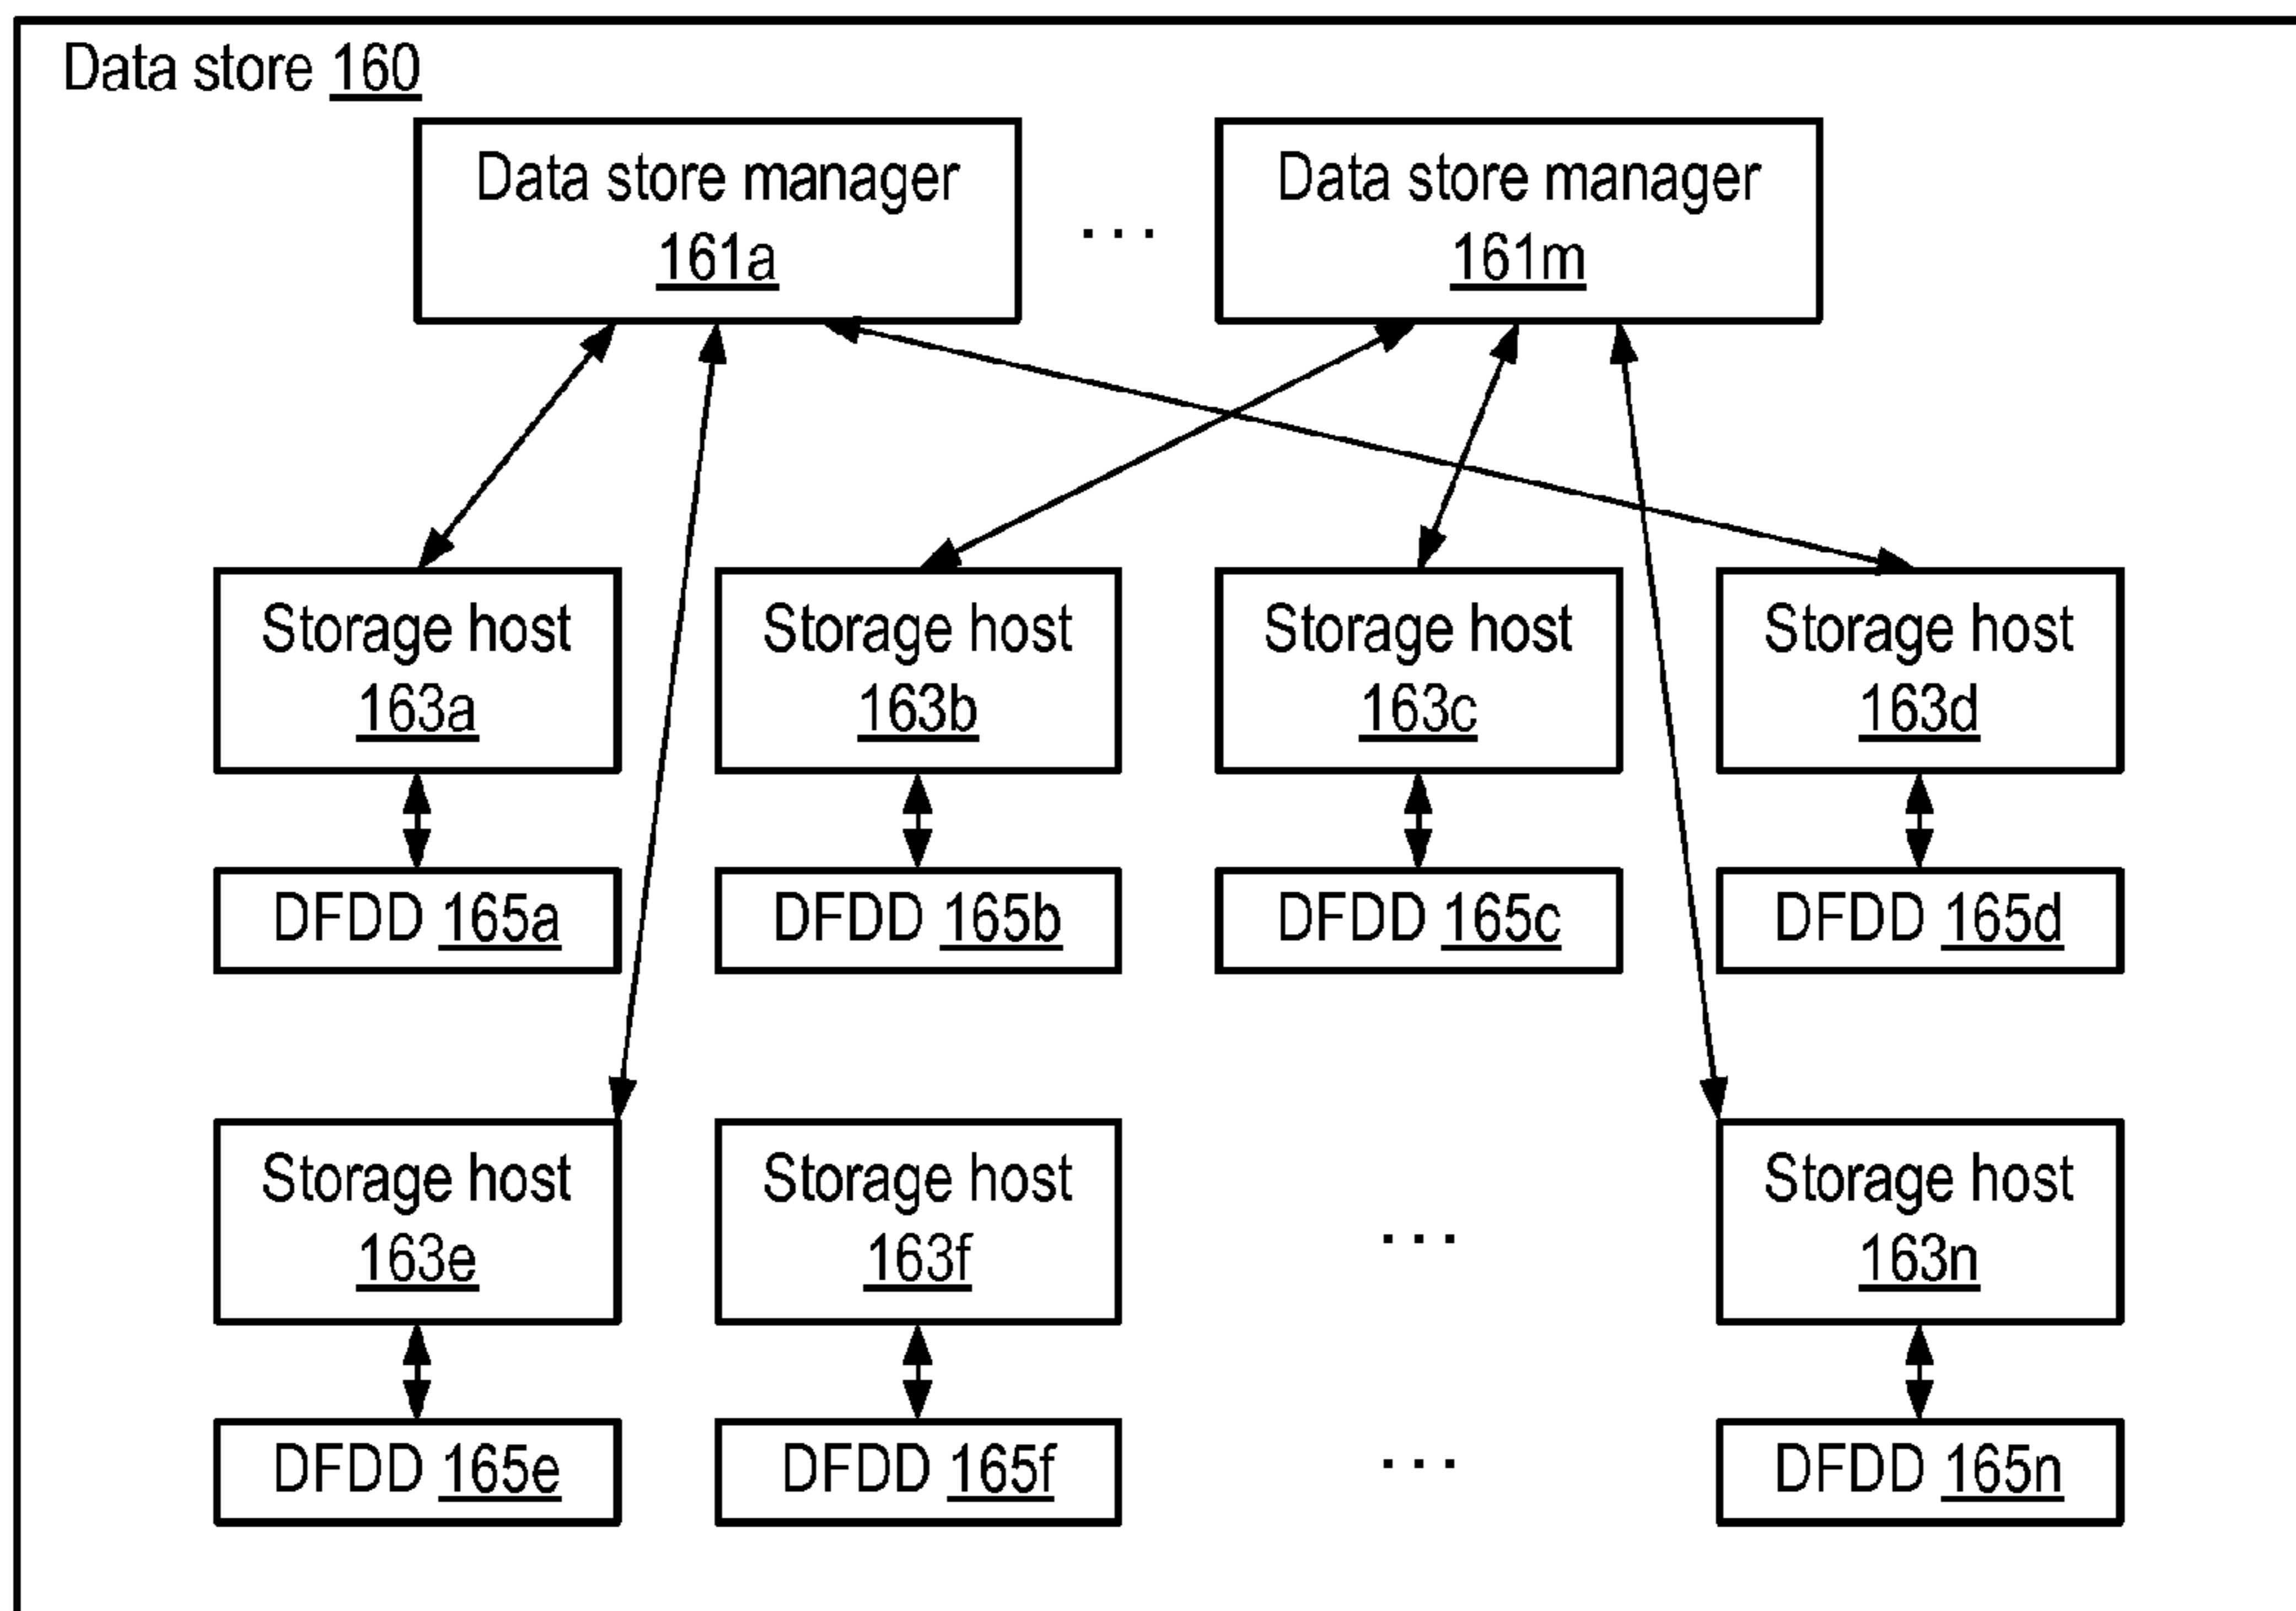 Data store 160
Data store manager
161a
...
Data store manager
161m
Storage host
163a
Storage host
163b
Storage host
163c
Storage host
163d
DFDD 165a
DFDD 165b
DFDD 165c
DFDD 165d
Storage host
163e
Storage host
163f
...
Storage host
163n
DFDD 165e
DFDD 165f
...
DFDD 165n